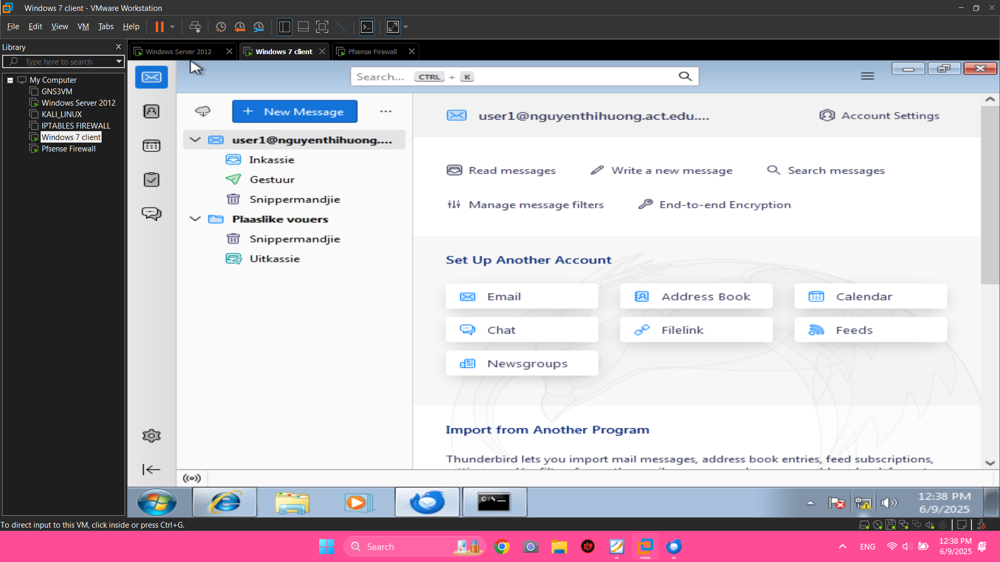 Windows 7 client - VMware Workstation
File Edit View VM Tabs Help
Library
Type here to search
My Computer
GNS3VM
Windows Server 2012
KALI_LINUX
IPTABLES FIREWALL
Windows 7 client
Pfsense Firewall
Windows Server 2012
Windows 7 client
Pfsense Firewall
Search... CTRL + K
+ New Message
user1@nguyenthihuong....
Inkassie
Gestuur
Snippermandjie
Plaaslike vouers
Snippermandjie
Uitkassie
user1@nguyenthihuong.act.edu....
Account Settings
Read messages
Write a new message
Search messages
Manage message filters
End-to-end Encryption
Set Up Another Account
Email
Address Book
Calendar
Chat
Filelink
Feeds
Newsgroups
Import from Another Program
Thunderbird lets you import mail messages, address book entries, feed subscriptions,
C:\
12:38 PM
6/9/2025
To direct input to this VM, click inside or press Ctrl+G.
Search
ENG
12:38 PM
6/9/2025